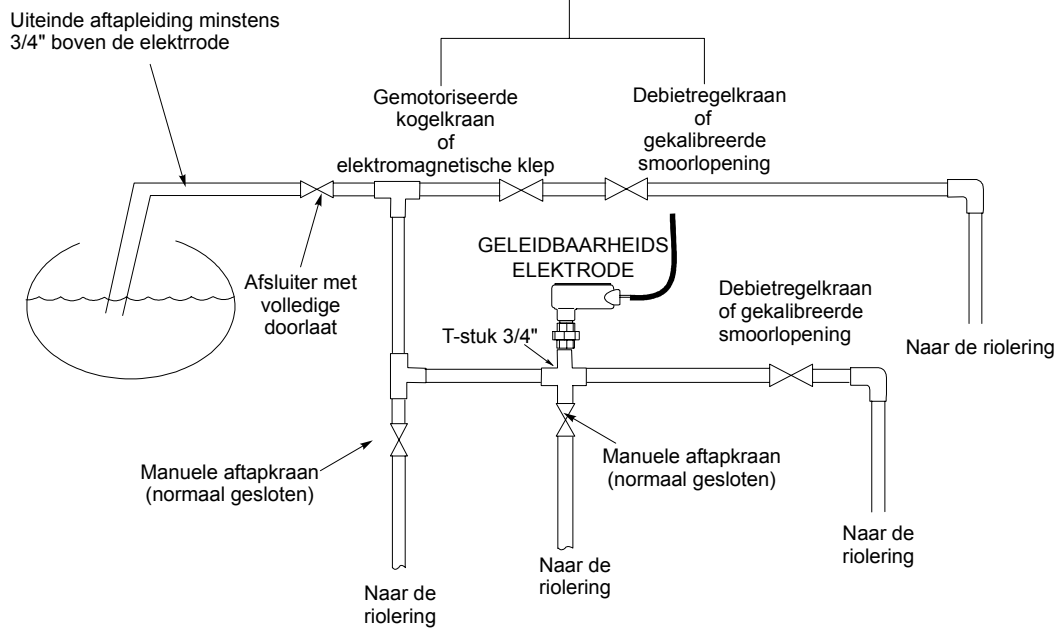 Uiteinde aftapleiding minstens
3/4" boven de elektrrode
Gemotoriseerde
kogelkraan
of
elektromagnetische klep
Debietregelkraan
of
gekalibreerde
smoorlopening
GELEIDBAARHEIDS
ELEKTRODE
Afsluiter met
volledige
doorlaat
T-stuk 3/4"
Debietregelkraan
of gekalibreerde
smoorlopening
Naar de riolering
Manuele aftapkraan
(normaal gesloten)
Manuele aftapkraan
(normaal gesloten)
Naar de
riolering
Naar de
riolering
Naar de
riolering